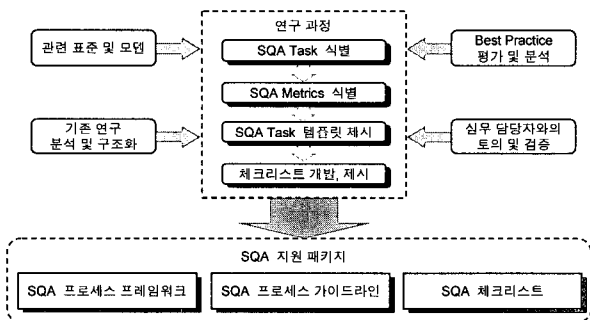 연구 과정
관련 표준 및 모델
SQA Task 식별
Best Practice
평가 및 분석
SQA Metrics 식별
기존 연구
분석 및 구조화
SQA Task 템플릿 제시
실무 담당자와의
토의 및 검증
체크리스트 개발, 제시
SQA 지원 패키지
SQA 프로세스 프레임워크
SQA 프로세스 가이드라인
SQA 체크리스트